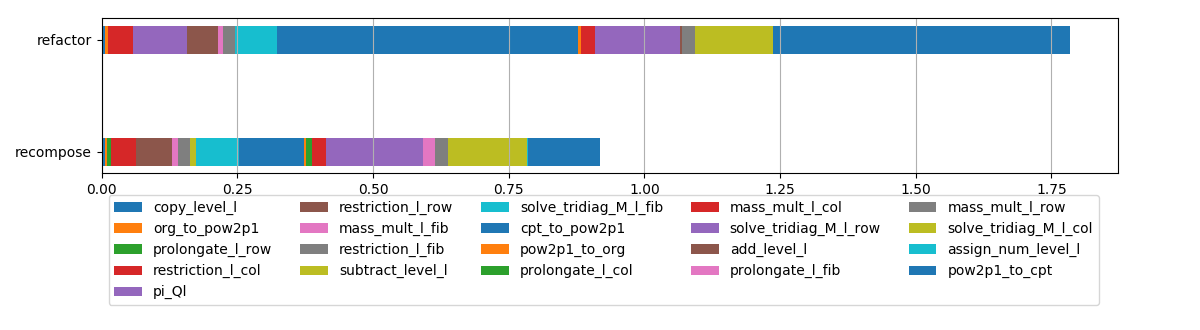 refactor
recompose
0.00 0.25 0.50 0.75 1.00 1.25 1.50 1.75
copy_level_l restriction_l_row solve_tridiag_M_l_fib mass_mult_l_col mass_mult_l_row
org_to_pow2p1 mass_mult_l_fib cpt_to_pow2p1 solve_tridiag_M_l_row solve_tridiag_M_l_col
prolongate_l_row restriction_l_fib pow2p1_to_org add_level_l assign_num_level_l
restriction_l_col subtract_level_l prolongate_l_col prolongate_l_fib pow2p1_to_cpt
pi_Ql